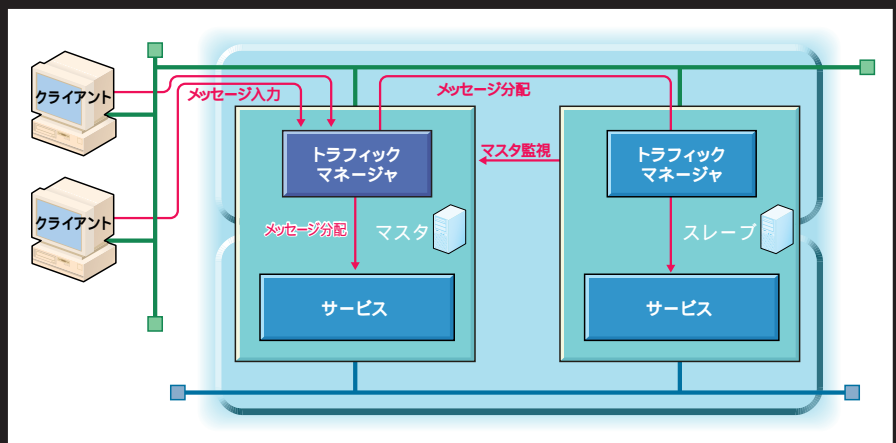 クライアント
メッセージ入力
メッセージ分配
トラフィック
マネージャ
マスタ監視
トラフィック
マネージャ
クライアント
メッセージ分配
マスタ
スレーブ
サービス
サービス